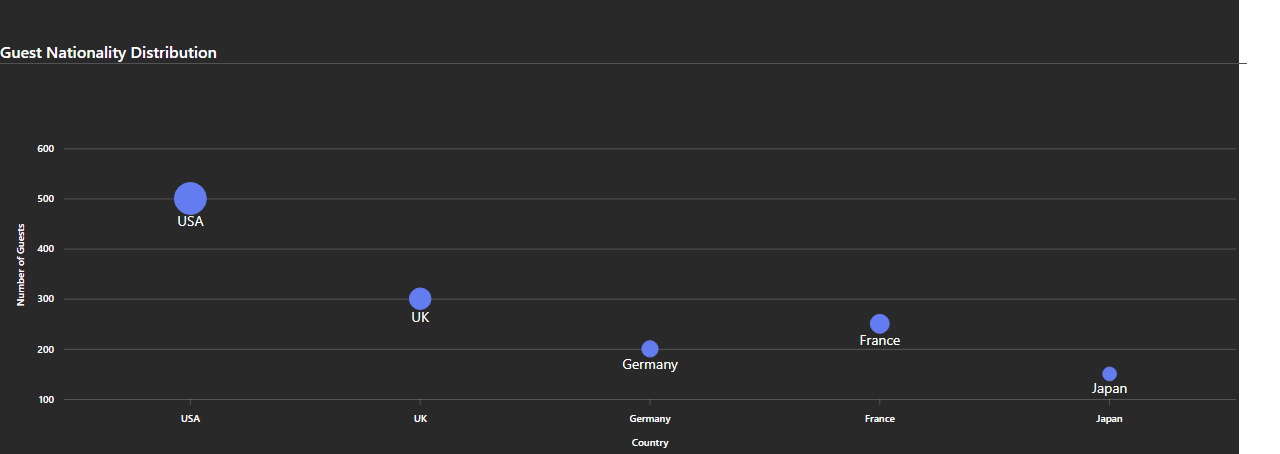 Guest Nationality Distribution
600
500
400
300
200
100
Number of Guests
USA
UK
Germany
France
Japan
USA
UK
Germany
France
Japan
Country